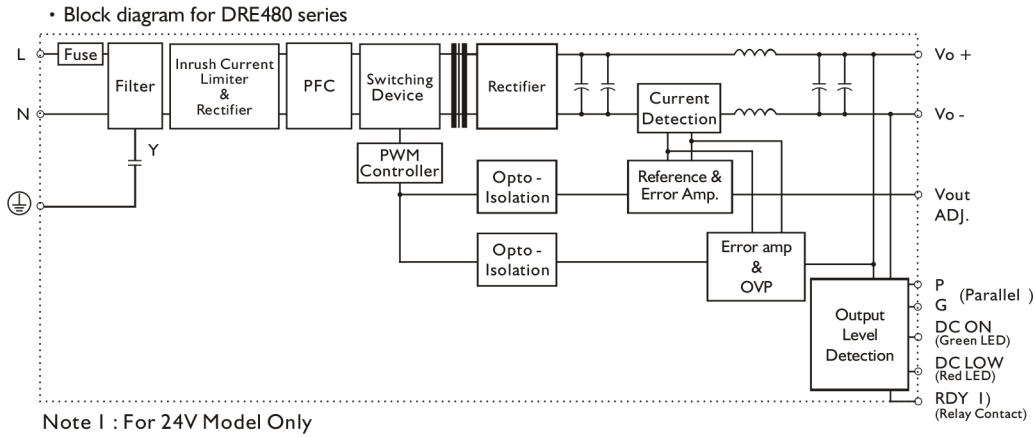 • Block diagram for DRE480 series
L
Fuse
Filter
Inrush Current
Limiter
&
Rectifier
PFC
Switching
Device
Rectifier
Vo +
N
Current
Detection
Vo -
Y
PWM
Controller
Opto -
Isolation
Reference &
Error Amp.
Vout
ADJ.
Opto -
Isolation
Error amp
&
OVP
Output
Level
Detection
P
G
(Parallel )
DC ON
(Green LED)
DC LOW
(Red LED)
RDY 1)
(Relay Contact)
Note 1 : For 24V Model Only